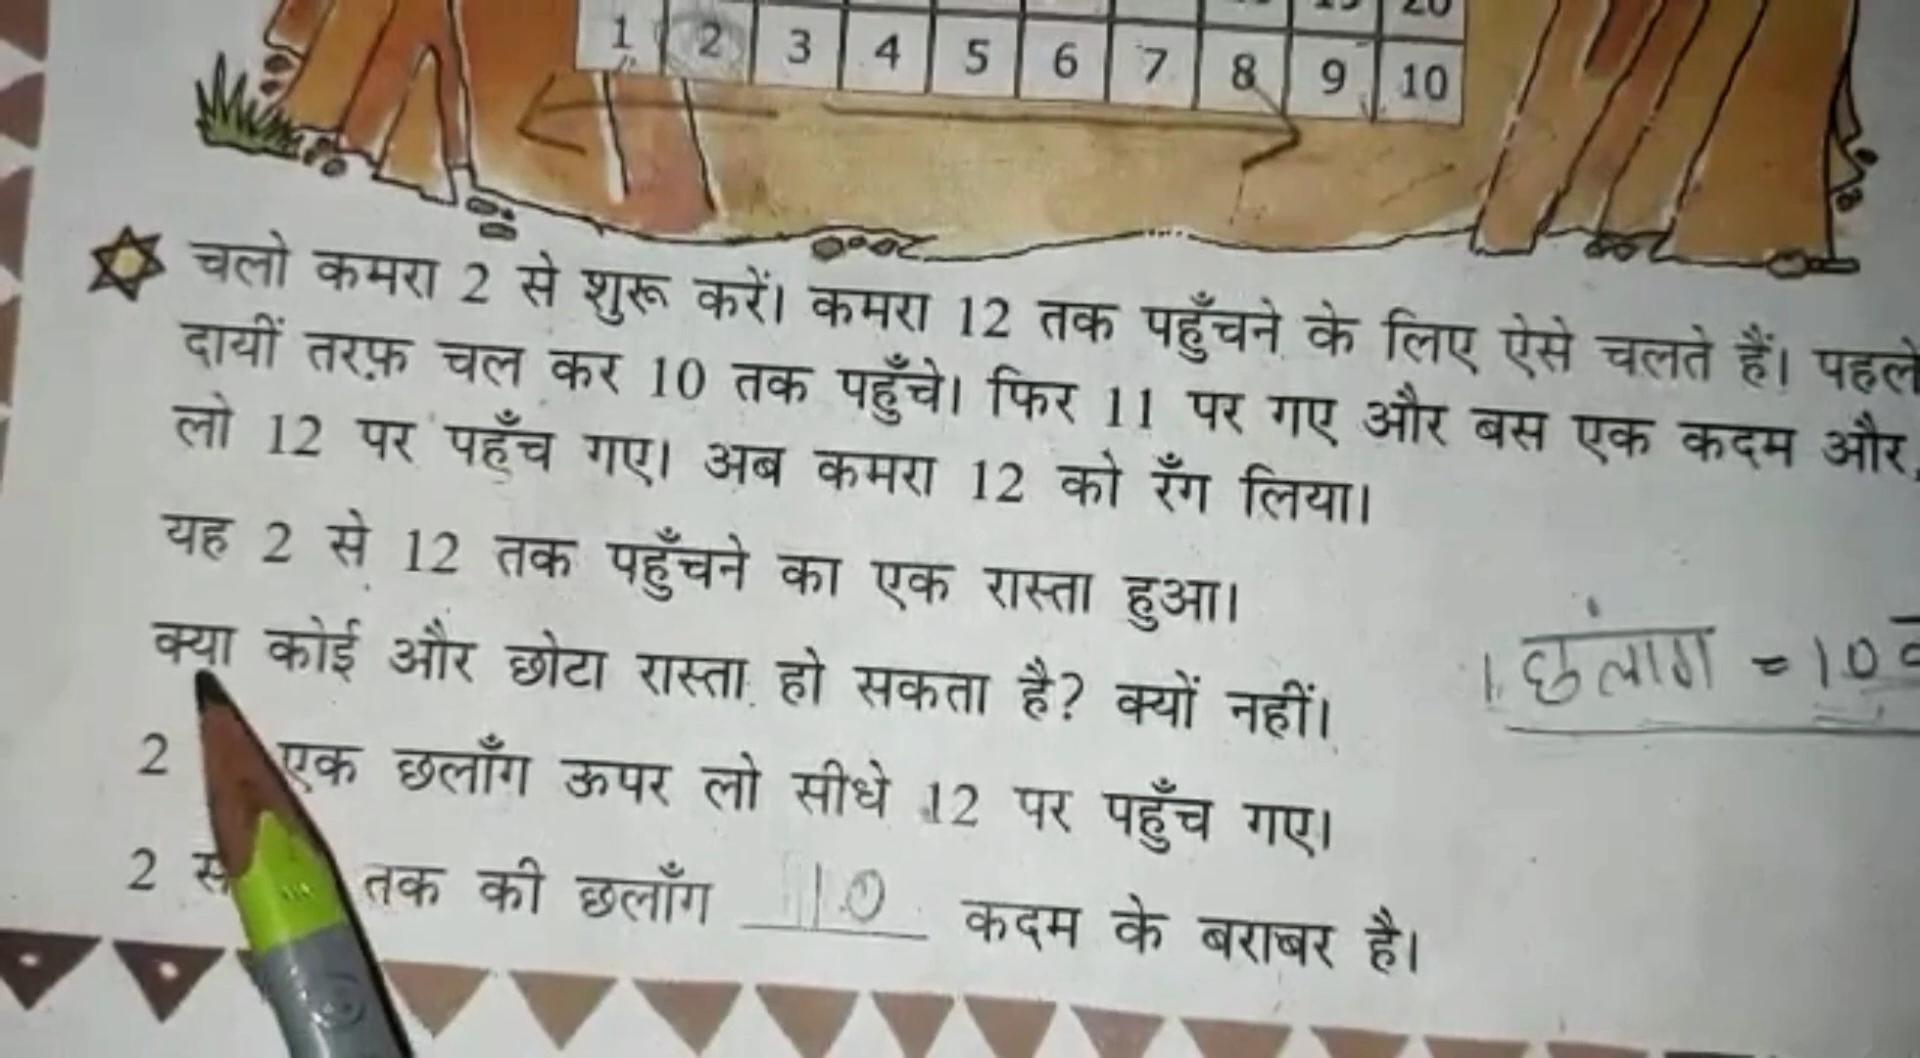 19 20
1 2 3 4 5 6 7 8 9 10
चलो कमरा 2 से शुरू करें। कमरा 12 तक पहुँचने के लिए ऐसे चलते हैं। पहले
दायीं तरफ़ चल कर 10 तक पहुँचे। फिर 11 पर गए और बस एक कदम और,
लो 12 पर पहुँच गए। अब कमरा 12 को रँग लिया।
यह 2 से 12 तक पहुँचने का एक रास्ता हुआ।
क्या कोई और छोटा रास्ता हो सकता है? क्यों नहीं।
1 छंलाग = 10
2 एक छलाँग ऊपर लो सीधे 12 पर पहुँच गए।
2 से तक की छलाँग 10 कदम के बराबर है।